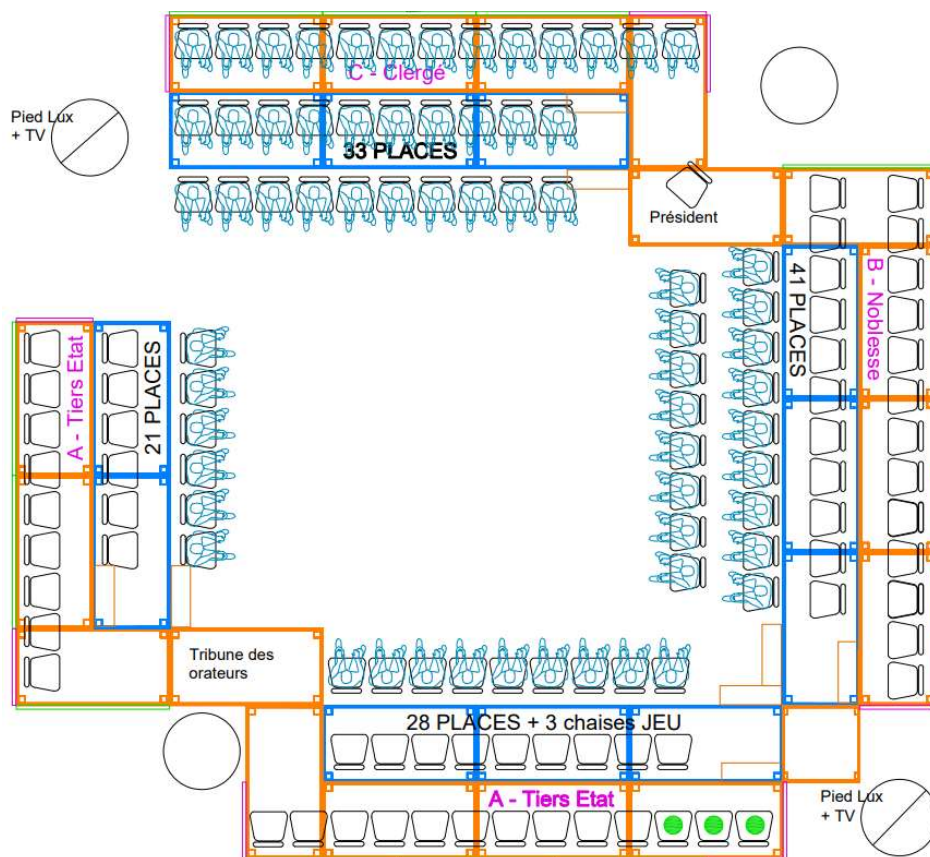 C - Clergé
Pied Lux
+ TV
33 PLACES
Président
41 PLACES
B - Noblesse
A - Tiers Etat
21 PLACES
Tribune des
orateurs
28 PLACES + 3 chaises JEU
A - Tiers Etat
Pied Lux
+ TV